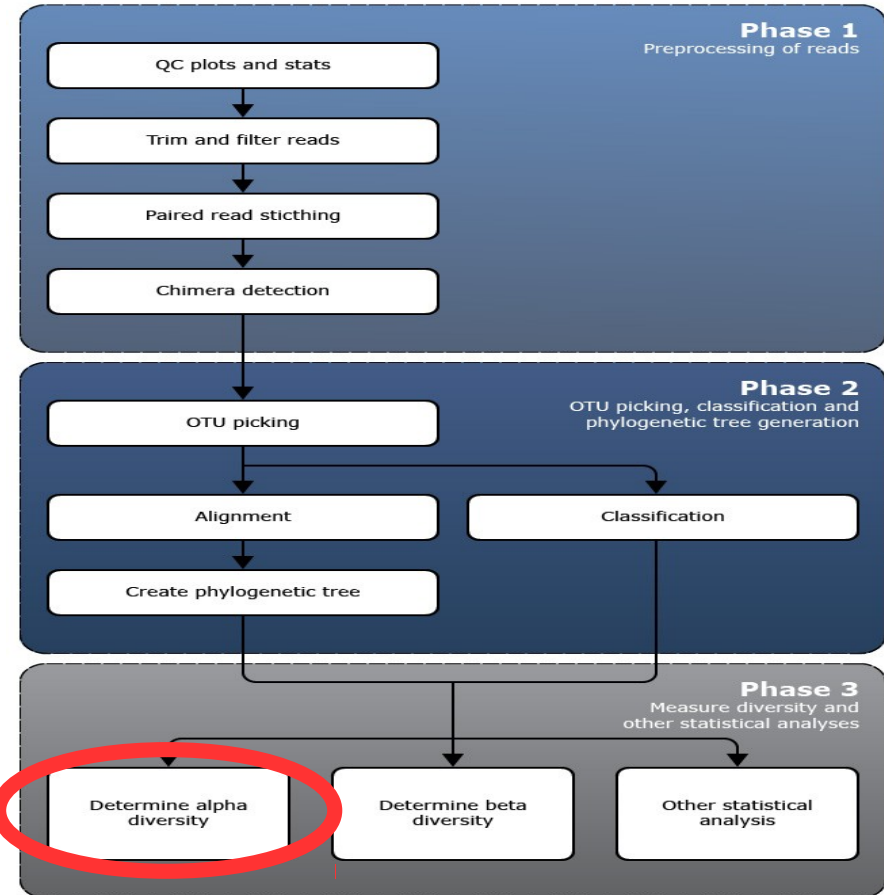 Phase 1
Preprocessing of reads
QC plots and stats
Trim and filter reads
Paired read sticthing
Chimera detection
Phase 2
OTU picking, classification and
phylogenetic tree generation
OTU picking
Alignment
Classification
Create phylogenetic tree
Phase 3
Measure diversity and
other statistical analyses
Determine alpha
diversity
Determine beta
diversity
Other statistical
analysis